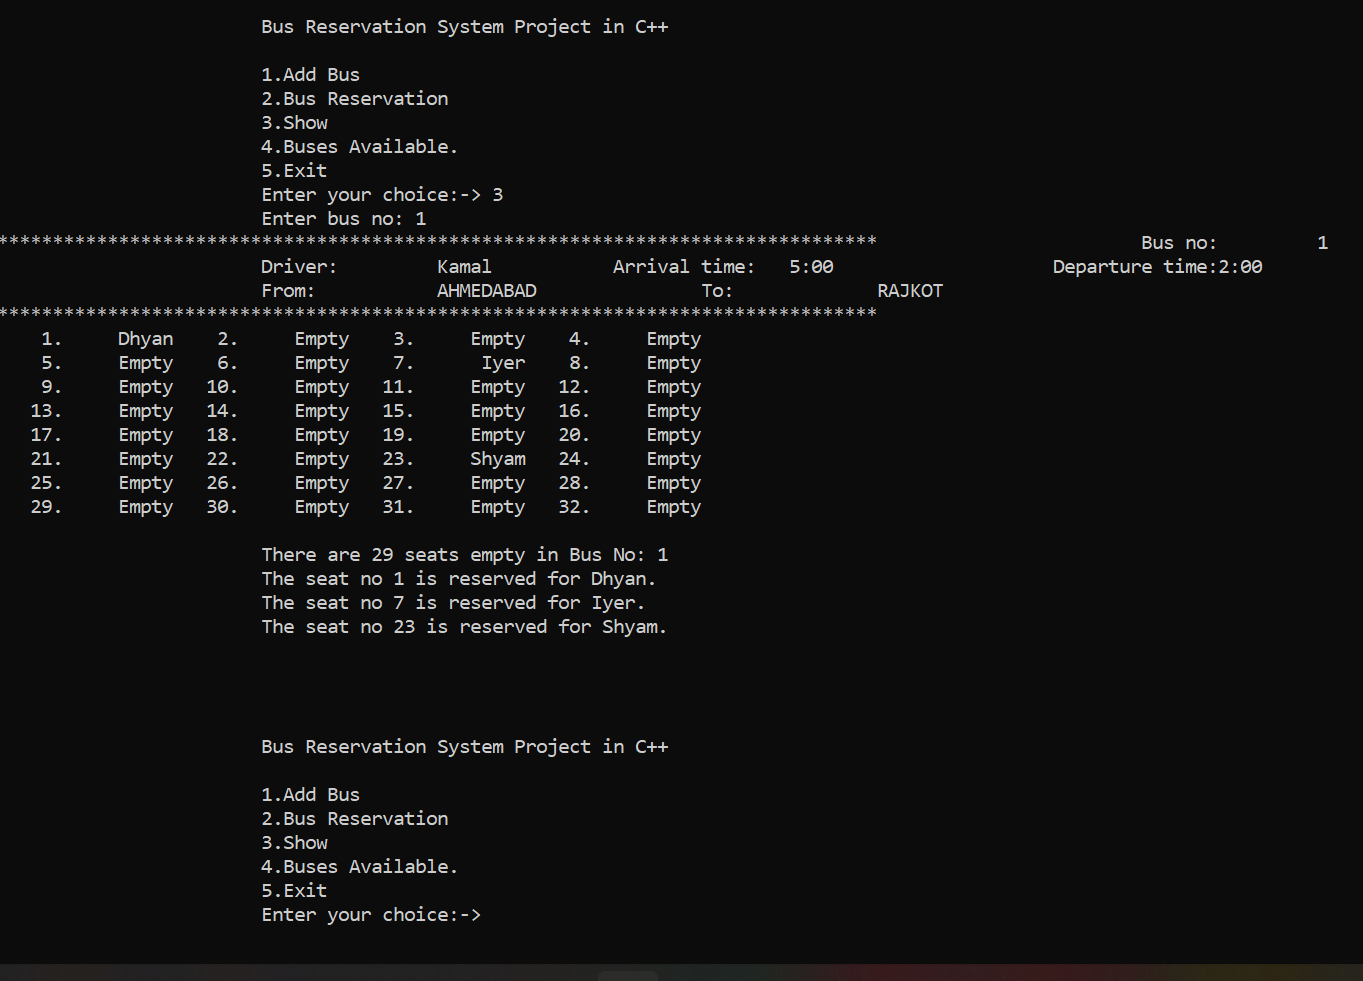 Bus Reservation System Project in C++
1.Add Bus
2.Bus Reservation
3.Show
4.Buses Available.
5.Exit
Enter your choice:-> 3
Enter bus no: 1
******************************************************************************** Bus no: 1
Driver: Kamal Arrival time: 5:00 Departure time:2:00
From: AHMEDABAD To: RAJKOT
********************************************************************************
1. Dhyan 2. Empty 3. Empty 4. Empty
5. Empty 6. Empty 7. Iyer 8. Empty
9. Empty 10. Empty 11. Empty 12. Empty
13. Empty 14. Empty 15. Empty 16. Empty
17. Empty 18. Empty 19. Empty 20. Empty
21. Empty 22. Empty 23. Shyam 24. Empty
25. Empty 26. Empty 27. Empty 28. Empty
29. Empty 30. Empty 31. Empty 32. Empty
There are 29 seats empty in Bus No: 1
The seat no 1 is reserved for Dhyan.
The seat no 7 is reserved for Iyer.
The seat no 23 is reserved for Shyam.
Bus Reservation System Project in C++
1.Add Bus
2.Bus Reservation
3.Show
4.Buses Available.
5.Exit
Enter your choice:->